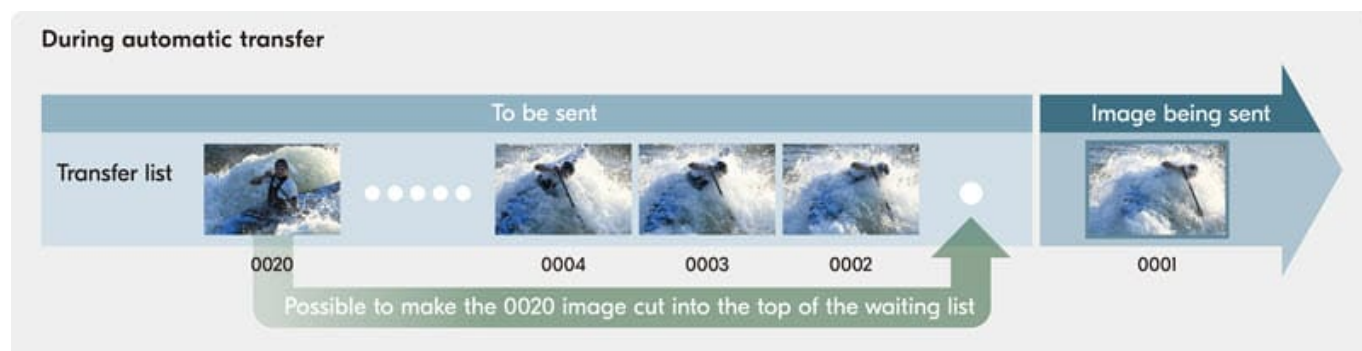 During automatic transfer
To be sent
Image being sent
Transfer list
0020
0004
0003
0002
0001
Possible to make the 0020 image cut into the top of the waiting list